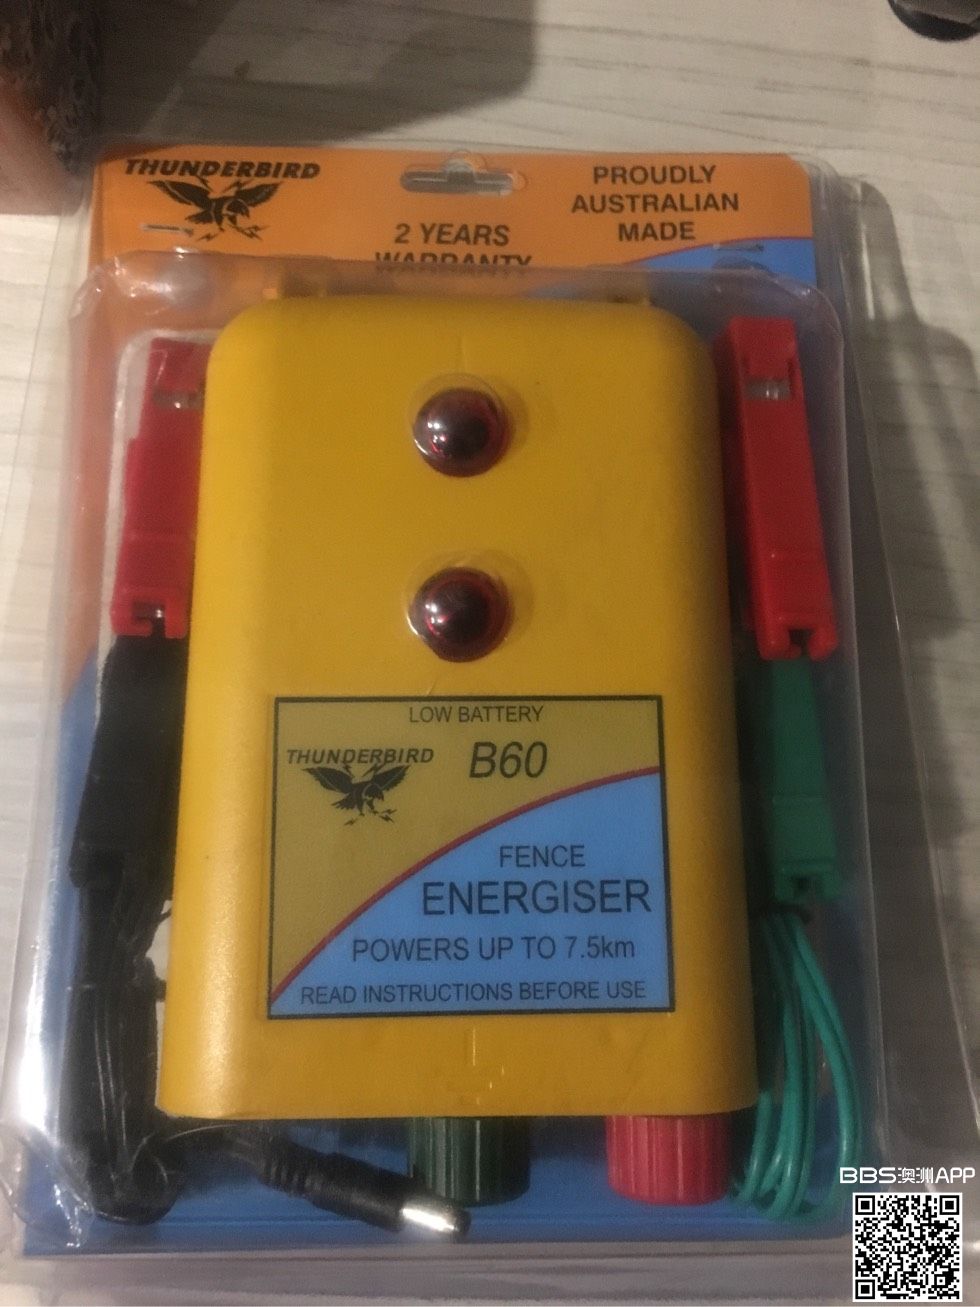 THUNDERBIRD
2 YEARS
WARRANTY
PROUDLY
AUSTRALIAN
MADE
LOW BATTERY
THUNDERBIRD
B60
FENCE
ENERGISER
POWERS UP TO 7.5km
READ INSTRUCTIONS BEFORE USE
BBS澳洲APP